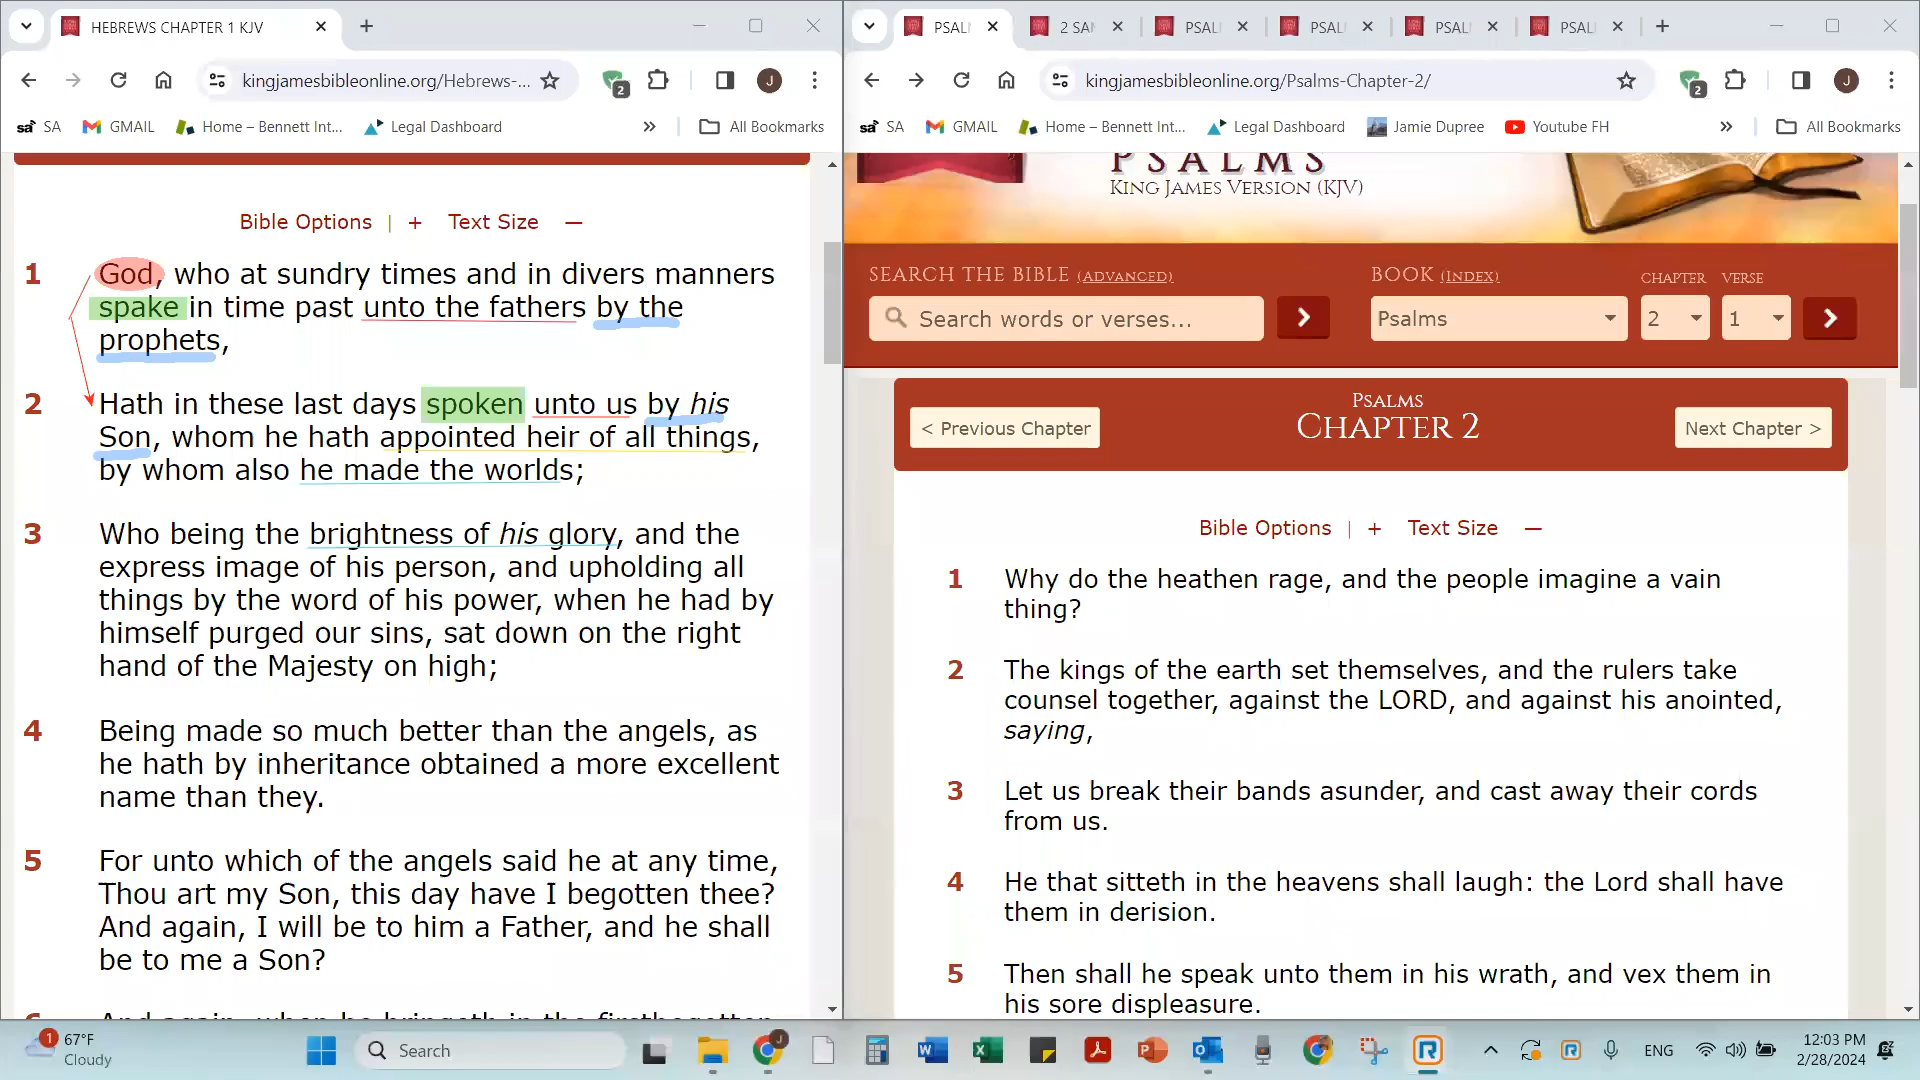 HEBREWS CHAPTER 1 KJV
kingjamesbibleonline.org/Hebrews-...
2
J
SA
GMAIL
Home – Bennett Int...
Legal Dashboard
»
All Bookmarks
Bible Options | + Text Size —
1 God, who at sundry times and in divers manners
spake in time past unto the fathers by the
prophets,
2 Hath in these last days spoken unto us by his
Son, whom he hath appointed heir of all things,
by whom also he made the worlds;
3 Who being the brightness of his glory, and the
express image of his person, and upholding all
things by the word of his power, when he had by
himself purged our sins, sat down on the right
hand of the Majesty on high;
4 Being made so much better than the angels, as
he hath by inheritance obtained a more excellent
name than they.
5 For unto which of the angels said he at any time,
Thou art my Son, this day have I begotten thee?
And again, I will be to him a Father, and he shall
be to me a Son?
6 And again, when he bringeth in the firstbegotten
PSAL
2 SA
PSAL
PSAL
PSAL
PSAL
kingjamesbibleonline.org/Psalms-Chapter-2/
2
J
SA
GMAIL
Home – Bennett Int...
Legal Dashboard
Jamie Dupree
Youtube FH
»
All Bookmarks
PSALMS
KING JAMES VERSION (KJV)
SEARCH THE BIBLE (ADVANCED)
Search words or verses...
BOOK (INDEX)
Psalms
CHAPTER
2
VERSE
1
< Previous Chapter
PSALMS
CHAPTER 2
Next Chapter >
Bible Options | + Text Size —
1 Why do the heathen rage, and the people imagine a vain
thing?
2 The kings of the earth set themselves, and the rulers take
counsel together, against the LORD, and against his anointed,
saying,
3 Let us break their bands asunder, and cast away their cords
from us.
4 He that sitteth in the heavens shall laugh: the Lord shall have
them in derision.
5 Then shall he speak unto them in his wrath, and vex them in
his sore displeasure.
1
67°F
Cloudy
Search
ENG
12:03 PM
2/28/2024